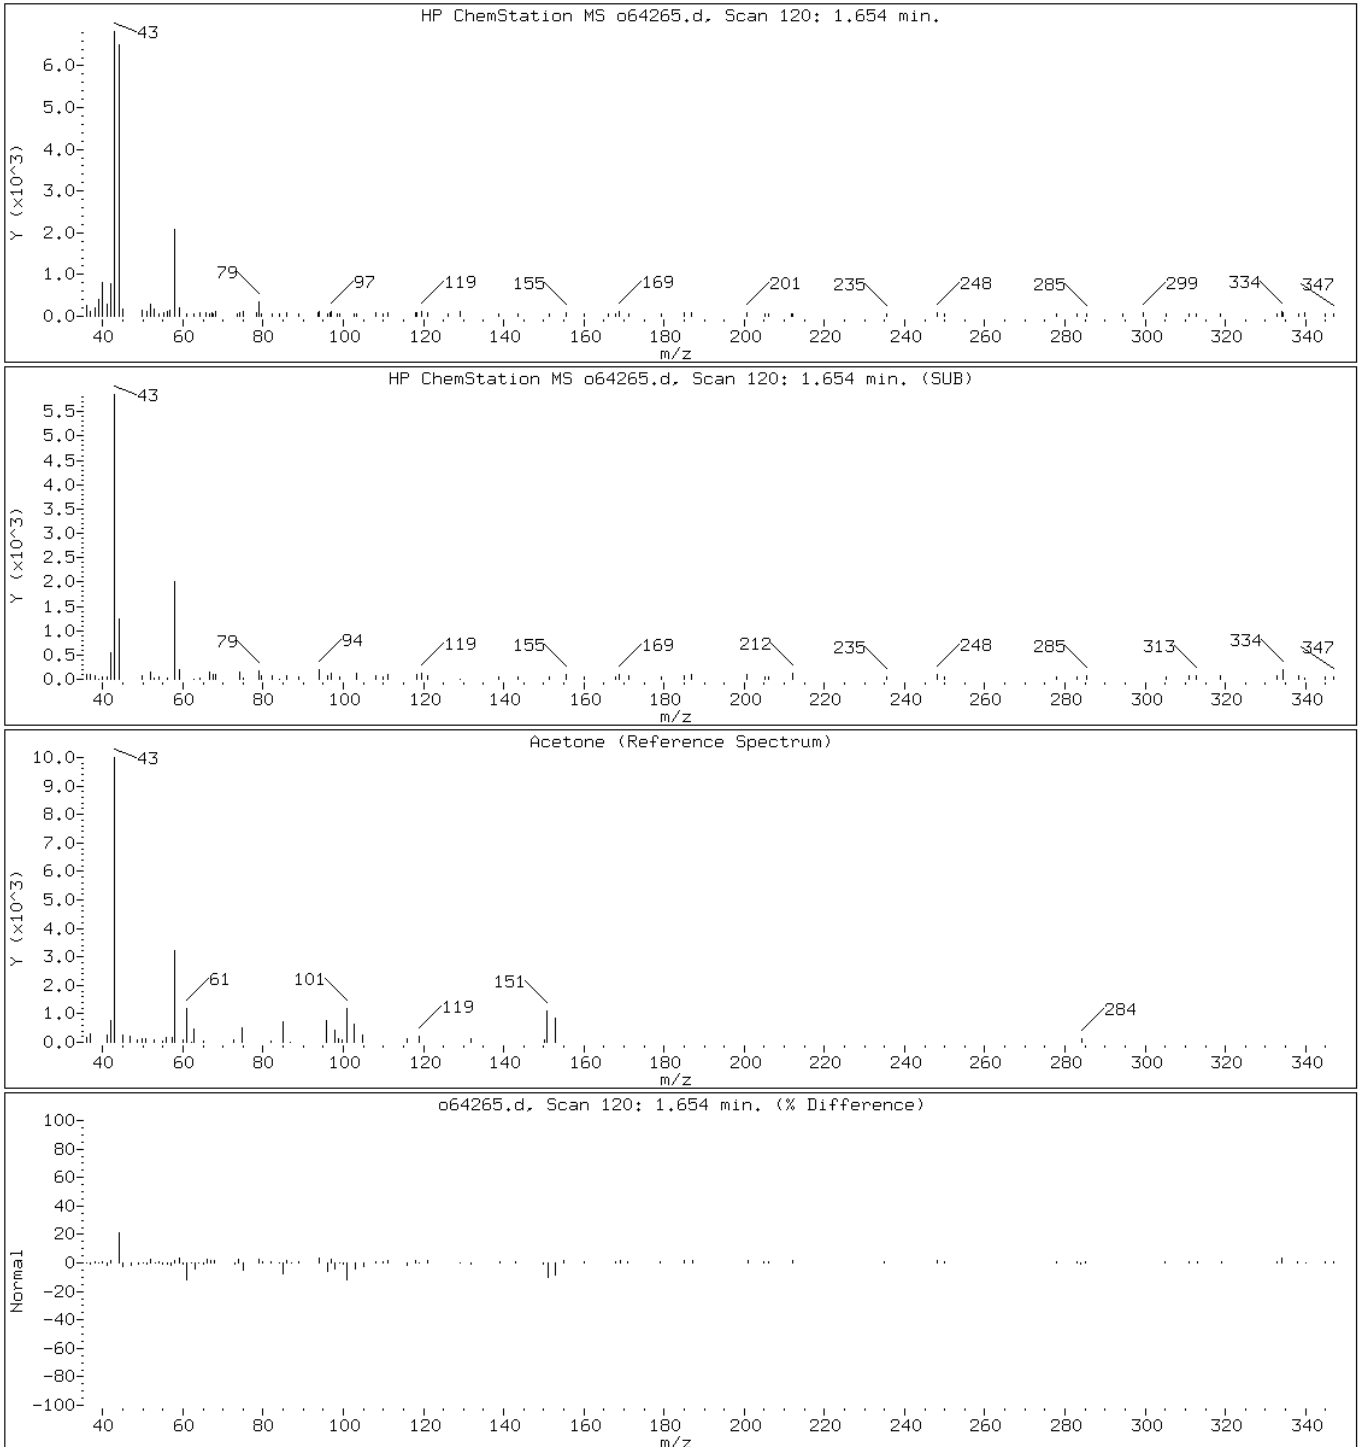 HP ChemStation MS o64265.d, Scan 120: 1.654 min.
43
6.0-
5.0-
4.0-
3.0-
2.0-
1.0-
0.0-
Y (x10^3)
79 97 119 155 169 201 235 248 285 299 334 347
40 60 80 100 120 140 160 180 200 220 240 260 280 300 320 340
m/z
HP ChemStation MS o64265.d, Scan 120: 1.654 min. (SUB)
43
5.5-
5.0-
4.5-
4.0-
3.5-
3.0-
2.5-
2.0-
1.5-
1.0-
0.5-
0.0-
Y (x10^3)
79 94 119 155 169 212 235 248 285 313 334 347
40 60 80 100 120 140 160 180 200 220 240 260 280 300 320 340
m/z
Acetone (Reference Spectrum)
43
10.0-
9.0-
8.0-
7.0-
6.0-
5.0-
4.0-
3.0-
2.0-
1.0-
0.0-
Y (x10^3)
61 101 119 151 284
40 60 80 100 120 140 160 180 200 220 240 260 280 300 320 340
m/z
o64265.d, Scan 120: 1.654 min. (% Difference)
100-
80-
60-
40-
20-
0-
-20-
-40-
-60-
-80-
-100-
Normal
40 60 80 100 120 140 160 180 200 220 240 260 280 300 320 340
m/z